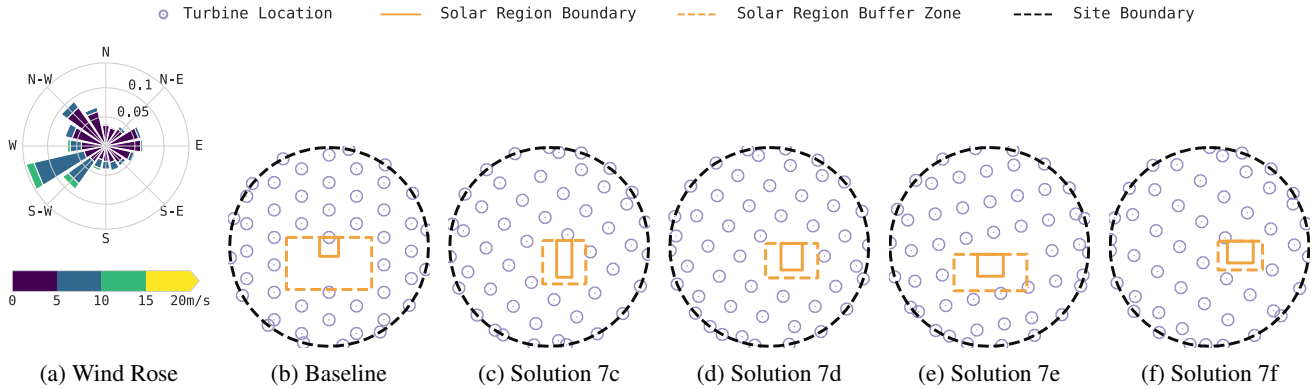 Turbine Location Solar Region Boundary Solar Region Buffer Zone Site Boundary
N
N-W N-E
0.1
0.05
W E
S-W S-E
S
0 5 10 15 20m/s
(a) Wind Rose (b) Baseline (c) Solution 7c (d) Solution 7d (e) Solution 7e (f) Solution 7f